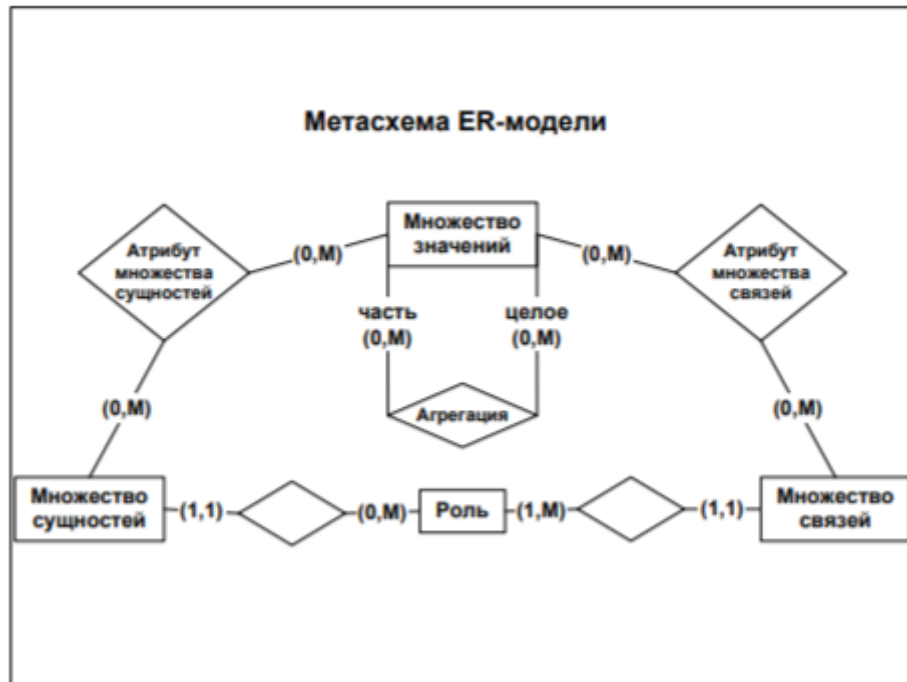 Метасхема ER-модели
Множество
значений
Атрибут
множества
сущностей
(0,M)
(0,M)
Атрибут
множества
связей
часть
(0,M)
целое
(0,M)
(0,M)
Агрегация
(0,M)
Множество
сущностей
(1,1)
(0,M)
Роль
(1,M)
(1,1)
Множество
связей